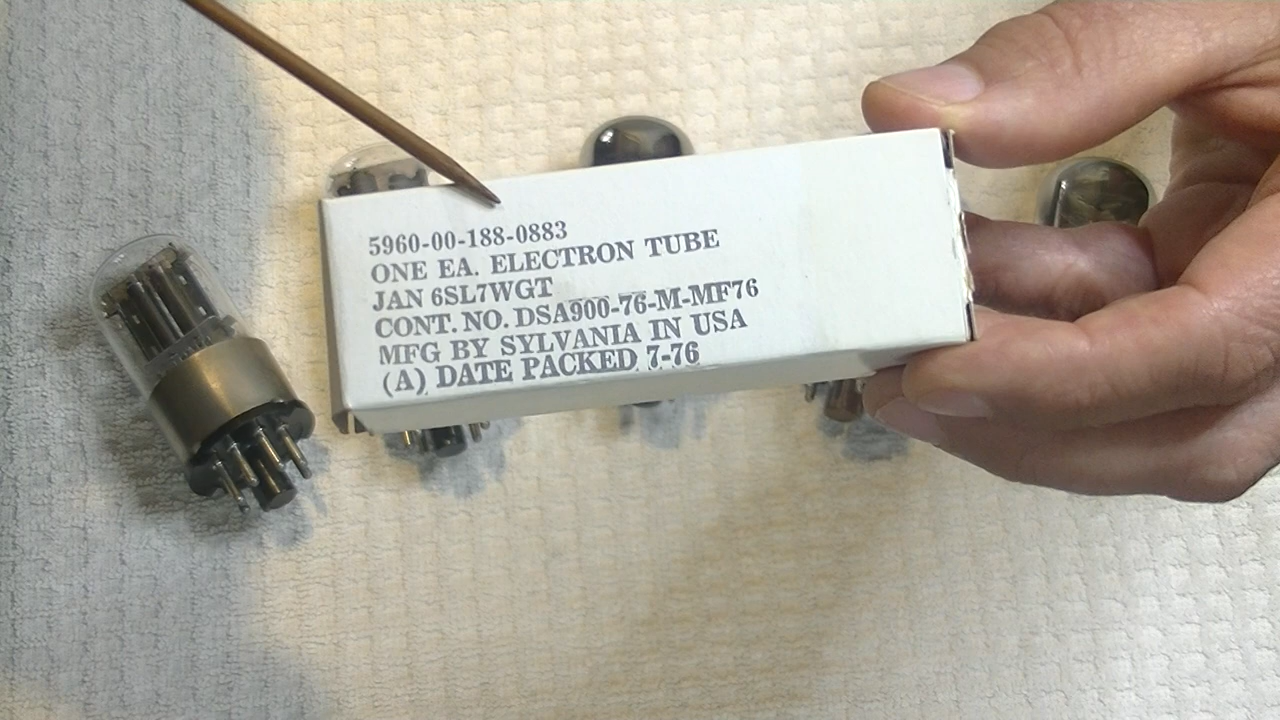 5960-00-188-0883
ONE EA. ELECTRON TUBE
JAN 6SL7WGT
CONT. NO. DSA900-76-M-MF76
MFG BY SYLVANIA IN USA
(A) DATE PACKED 7-76